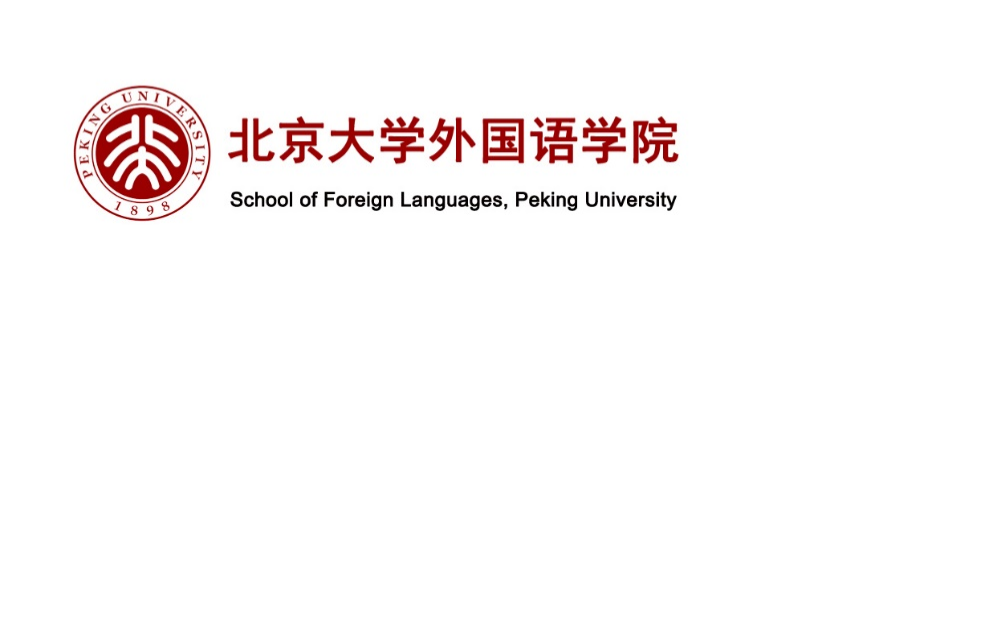 PEKING UNIVERSITY
1898
北京大学外国语学院
School of Foreign Languages, Peking University